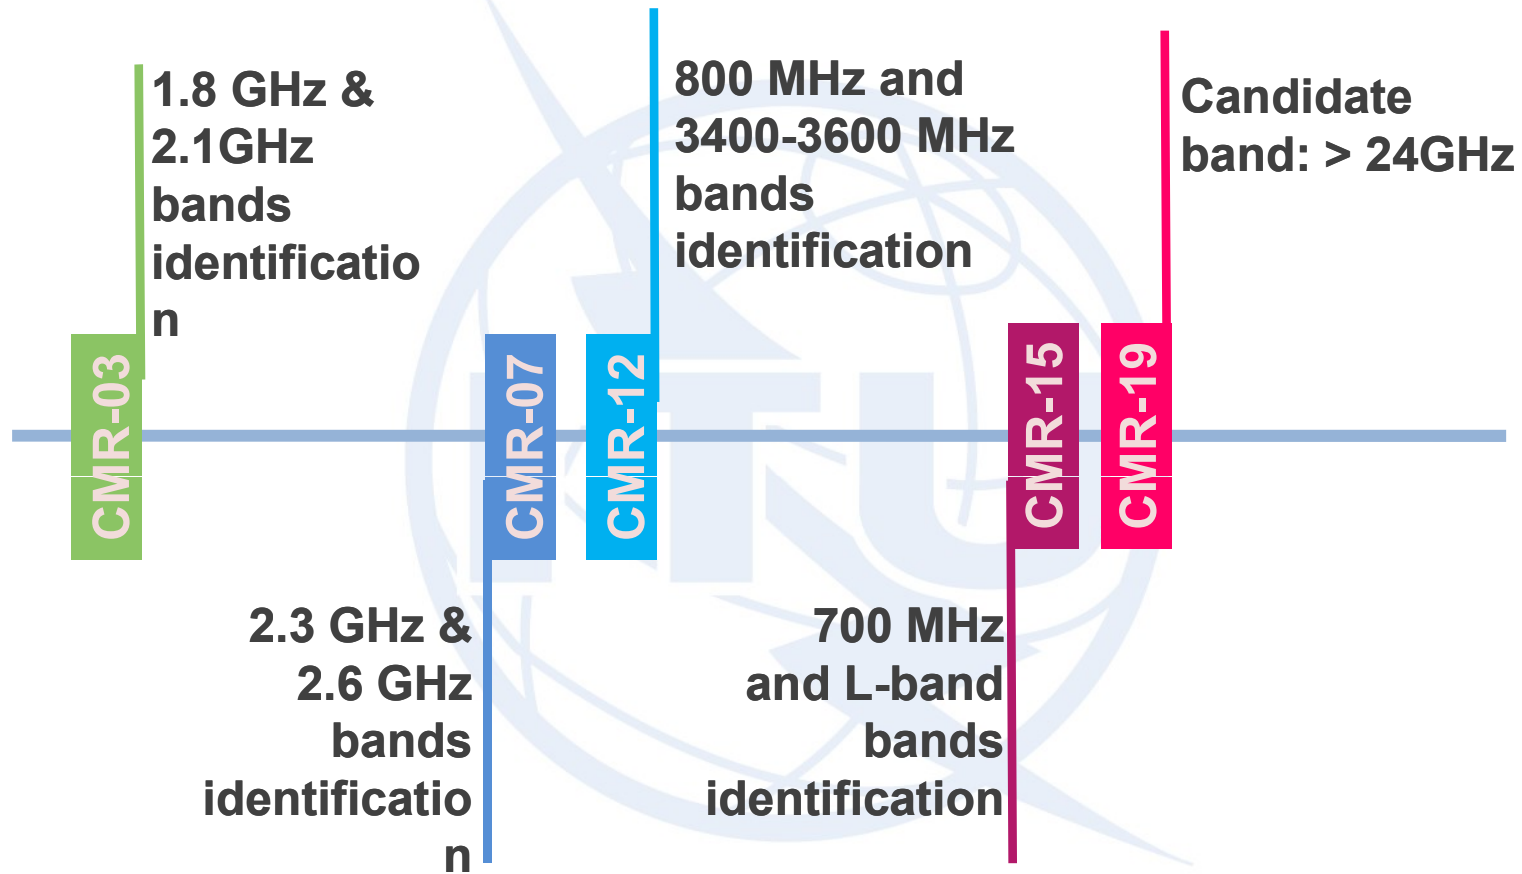 1.8 GHz &
2.1GHz
bands
identificatio
n
800 MHz and
3400-3600 MHz
bands
identification
Candidate
band: > 24GHz
CMR-03
CMR-07
CMR-12
CMR-15
CMR-19
2.3 GHz &
2.6 GHz
bands
identificatio
n
700 MHz
and L-band
bands
identification
ITU